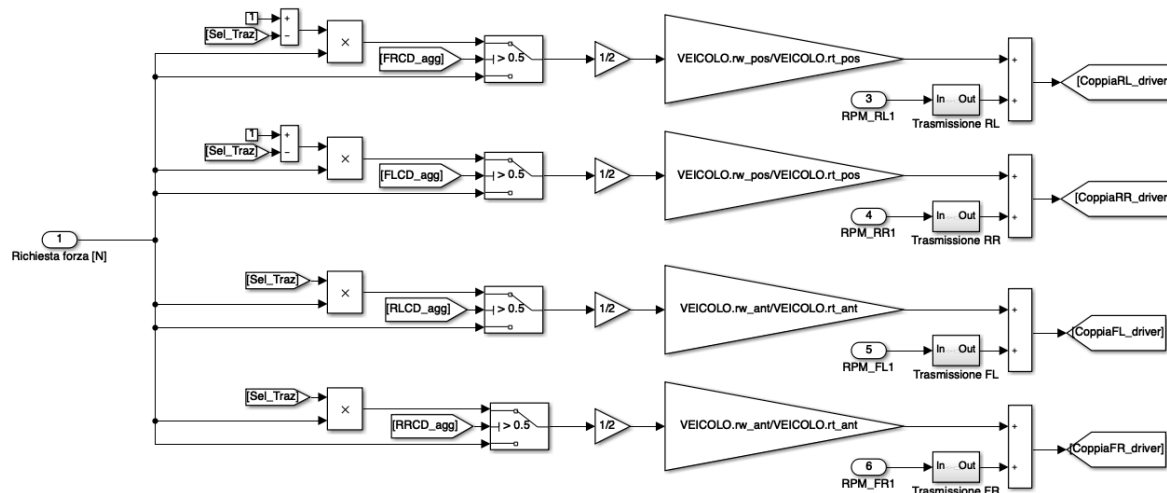 1
+
−
[Sel_Traz]
×
[FRCD_agg]
> 0.5
1/2
VEICOLO.rw_pos/VEICOLO.rt_pos
3
RPM_RL1
In Out
Trasmissione RL
+
+
[CoppiaRL_driver
1
+
−
[Sel_Traz]
×
[FLCD_agg]
> 0.5
1/2
VEICOLO.rw_pos/VEICOLO.rt_pos
4
RPM_RR1
In Out
Trasmissione RR
+
+
[CoppiaRR_driver
1
Richiesta forza [N]
[Sel_Traz]
×
[RLCD_agg]
> 0.5
1/2
VEICOLO.rw_ant/VEICOLO.rt_ant
5
RPM_FL1
In Out
Trasmissione FL
+
+
[CoppiaFL_driver]
[Sel_Traz]
×
[RRCD_agg]
> 0.5
1/2
VEICOLO.rw_ant/VEICOLO.rt_ant
6
RPM_FR1
In Out
Trasmissione FR
+
+
[CoppiaFR_driver]